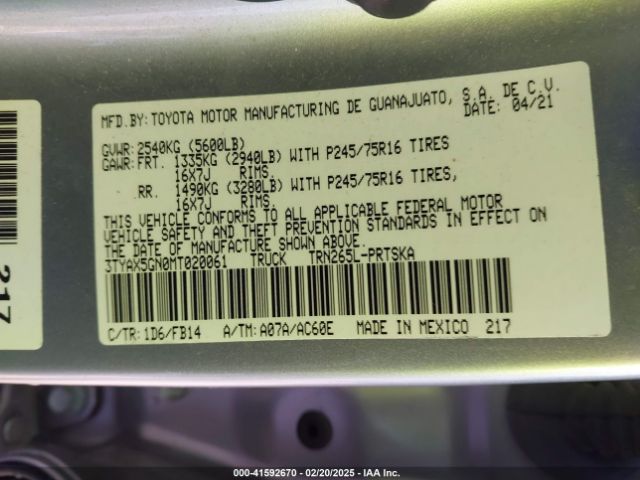 MFD.BY: TOYOTA MOTOR MANUFACTURING DE GUANAJUATO, S.A. DE C.V.
DATE: 04/21
GVWR: 2540KG (5600LB)
GAWR: FRT. 1335KG (2940LB) WITH P245/75R16 TIRES
16X7J RIMS.
RR. 1490KG (3280LB) WITH P245/75R16 TIRES,
16X7J RIMS.
THIS VEHICLE CONFORMS TO ALL APPLICABLE FEDERAL MOTOR
VEHICLE SAFETY AND THEFT PREVENTION STANDARDS IN EFFECT ON
THE DATE OF MANUFACTURE SHOWN ABOVE.
3TYAX5GN0MT020061 TRUCK TRN265L-PRTSKA
C/TR: 1D6/FB14 A/TM: A07A/AC60E MADE IN MEXICO 217
217
000-41592670 | 02/20/2025 | IAA Inc.